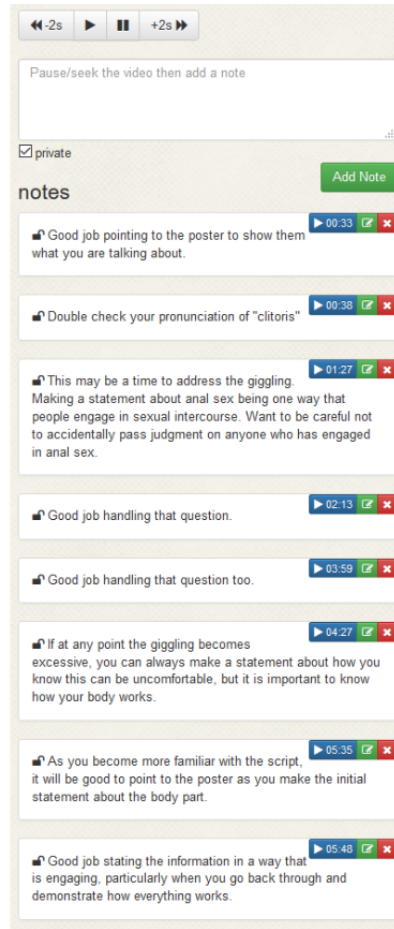 -2s +2s
Pause/seek the video then add a note
private
Add Note
notes
00:33
Good job pointing to the poster to show them
what you are talking about.
00:38
Double check your pronunciation of "clitoris"
01:27
This may be a time to address the giggling.
Making a statement about anal sex being one way that
people engage in sexual intercourse. Want to be careful not
to accidentally pass judgment on anyone who has engaged
in anal sex.
02:13
Good job handling that question.
03:59
Good job handling that question too.
04:27
If at any point the giggling becomes
excessive, you can always make a statement about how you
know this can be uncomfortable, but it is important to know
how your body works.
05:35
As you become more familiar with the script,
it will be good to point to the poster as you make the initial
statement about the body part.
05:48
Good job stating the information in a way that
is engaging, particularly when you go back through and
demonstrate how everything works.